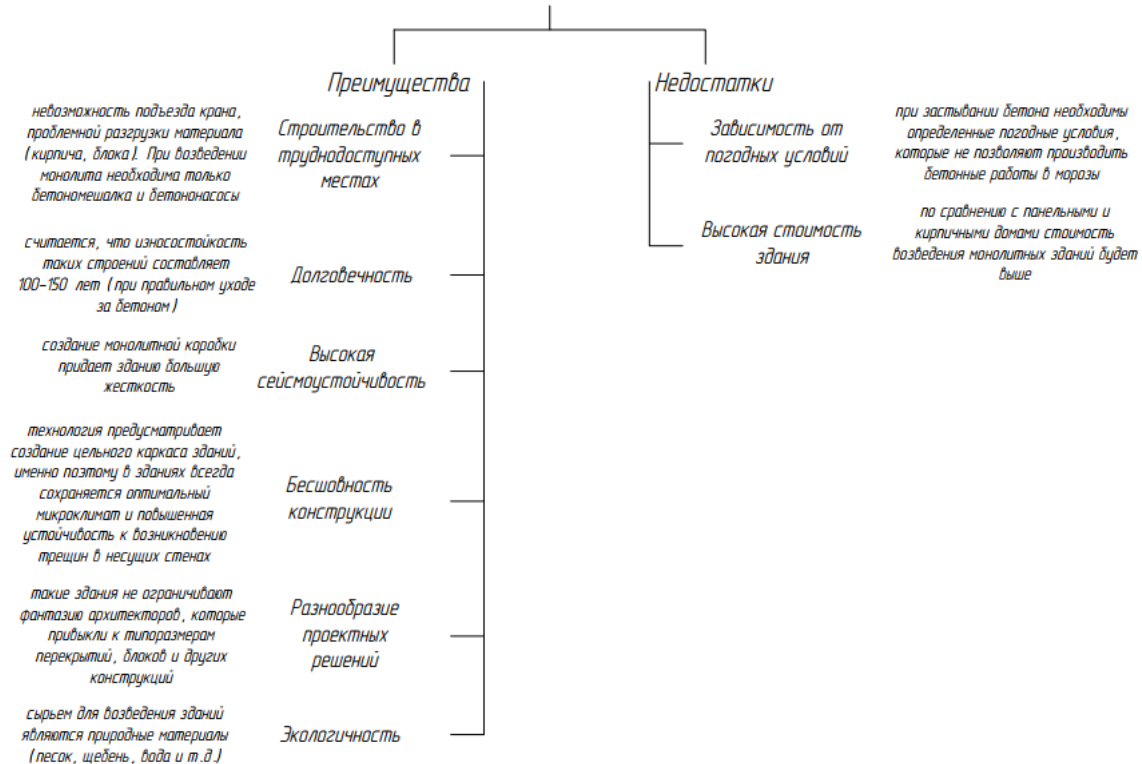 Преимущества
невозможность подъезда крана,
проблемной разгрузки материала
(кирпича, блока). При возведении
монолита необходима только
бетономешалка и бетононасосы
Строительство в
труднодоступных
местах
считается, что износостойкость
таких строений составляет
100-150 лет (при правильном уходе
за бетоном)
Долговечность
создание монолитной коробки
придает зданию большую
жесткость
Высокая
сейсмоустойчивость
технология предусматривает
создание цельного каркаса зданий,
именно поэтому в зданиях всегда
сохраняется оптимальный
микроклимат и повышенная
устойчивость к возникновению
трещин в несущих стенах
Бесшовность
конструкции
такие здания не ограничивают
фантазию архитекторов, которые
привыкли к типоразмерам
перекрытий, блоков и других
конструкций
Разнообразие
проектных
решений
сырьем для возведения зданий
являются природные материалы
(песок, щебень, вода и т.д.)
Экологичность
Недостатки
Зависимость от
погодных условий
при застывании бетона необходимы
определенные погодные условия,
которые не позволяют производить
бетонные работы в морозы
Высокая стоимость
здания
по сравнению с панельными и
кирпичными домами стоимость
возведения монолитных зданий будет
выше